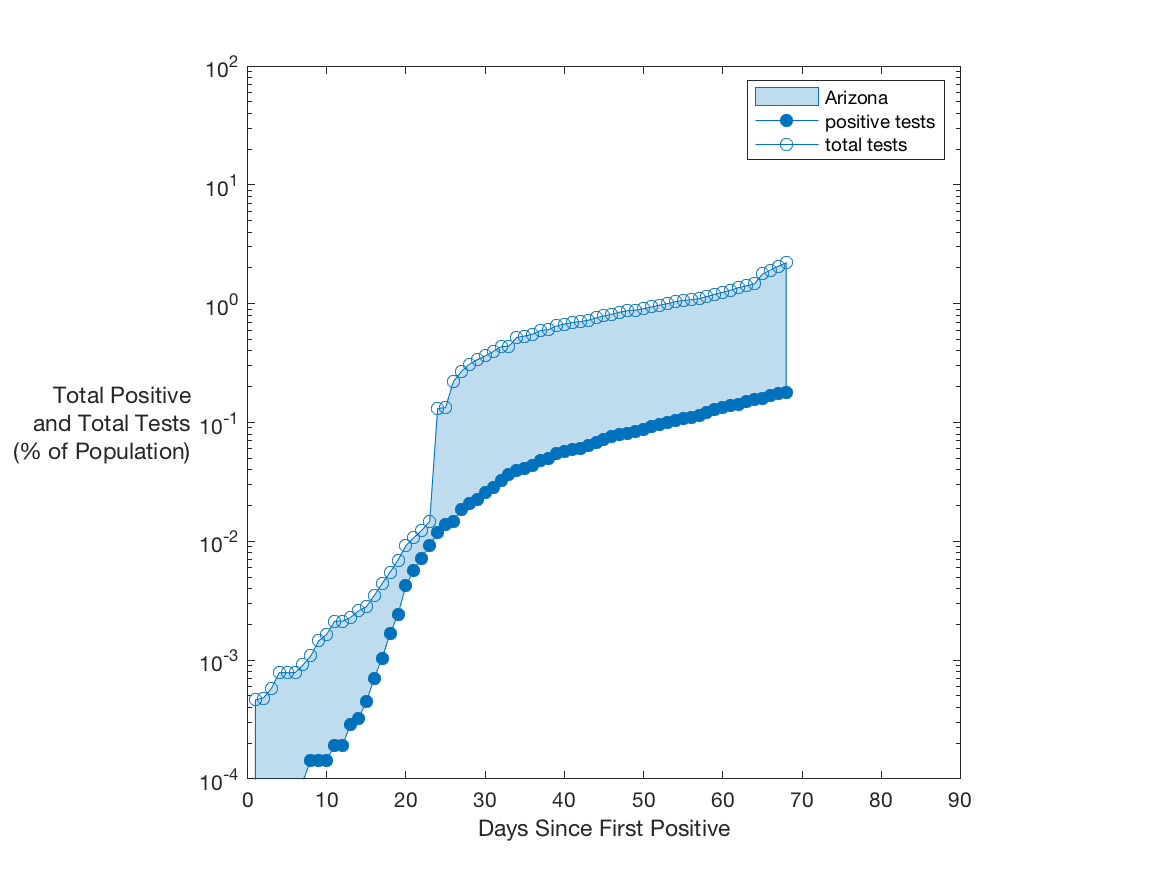 10^2
10^1
10^0
10^-1
10^-2
10^-3
10^-4
Total Positive
and Total Tests
(% of Population)
Arizona
positive tests
total tests
0 10 20 30 40 50 60 70 80 90
Days Since First Positive